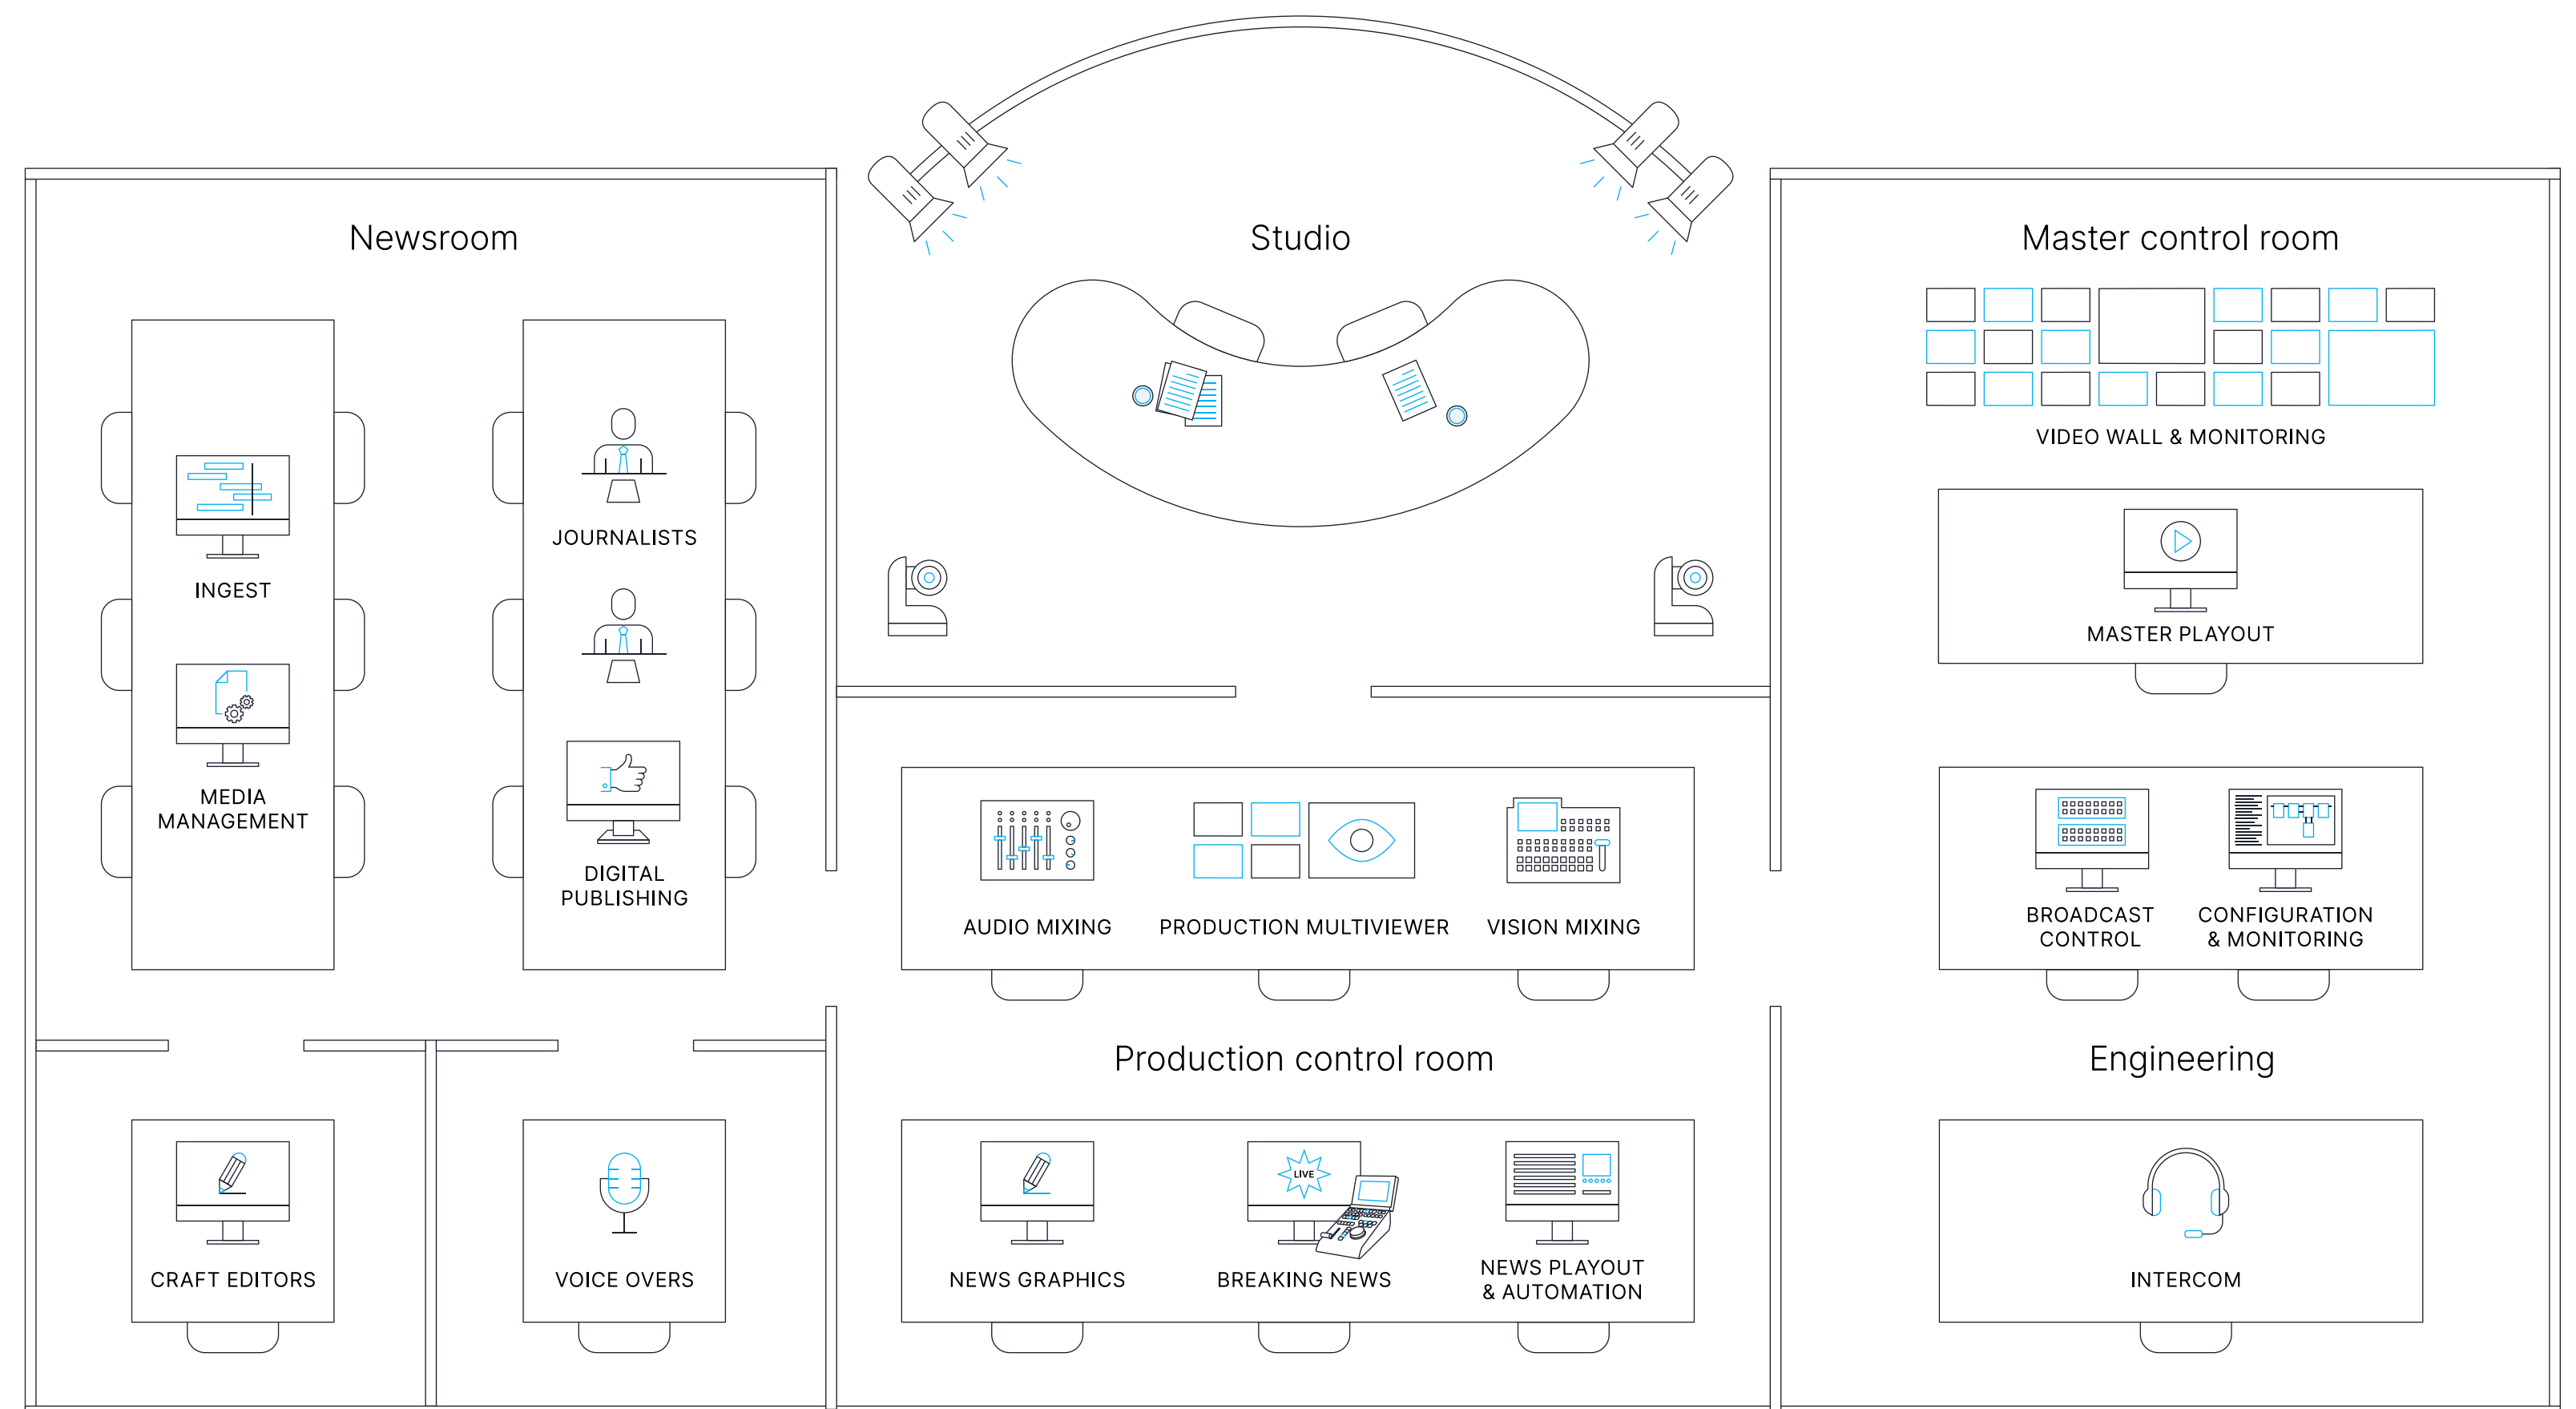 Newsroom
INGEST
MEDIA
MANAGEMENT
JOURNALISTS
DIGITAL
PUBLISHING
CRAFT EDITORS
VOICE OVERS
Studio
AUDIO MIXING
PRODUCTION MULTIVIEWER
VISION MIXING
Production control room
NEWS GRAPHICS
LIVE
BREAKING NEWS
NEWS PLAYOUT
& AUTOMATION
Master control room
VIDEO WALL & MONITORING
MASTER PLAYOUT
BROADCAST
CONTROL
CONFIGURATION
& MONITORING
Engineering
INTERCOM